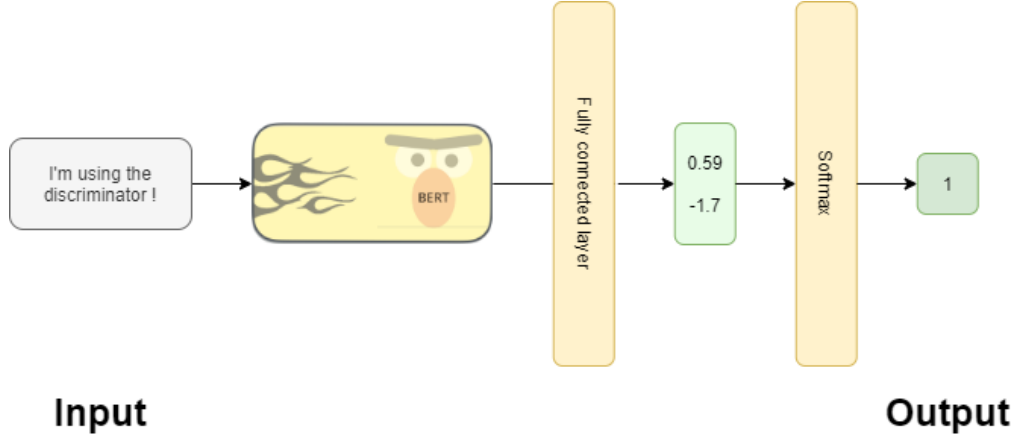 I'm using the
discriminator !
BERT
Fully connected layer
0.59
-1.7
Softmax
1
Input
Output